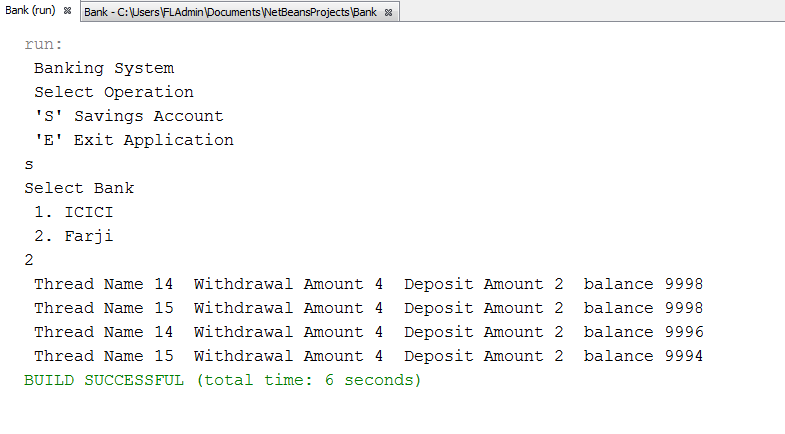 Bank (run) Bank - C:\Users\FLAdmin\Documents\NetBeansProjects\Bank
run:
Banking System
Select Operation
'S' Savings Account
'E' Exit Application
s
Select Bank
1. ICICI
2. Farji
2
Thread Name 14  Withdrawal Amount 4  Deposit Amount 2  balance 9998
Thread Name 15  Withdrawal Amount 4  Deposit Amount 2  balance 9998
Thread Name 14  Withdrawal Amount 4  Deposit Amount 2  balance 9996
Thread Name 15  Withdrawal Amount 4  Deposit Amount 2  balance 9994
BUILD SUCCESSFUL (total time: 6 seconds)